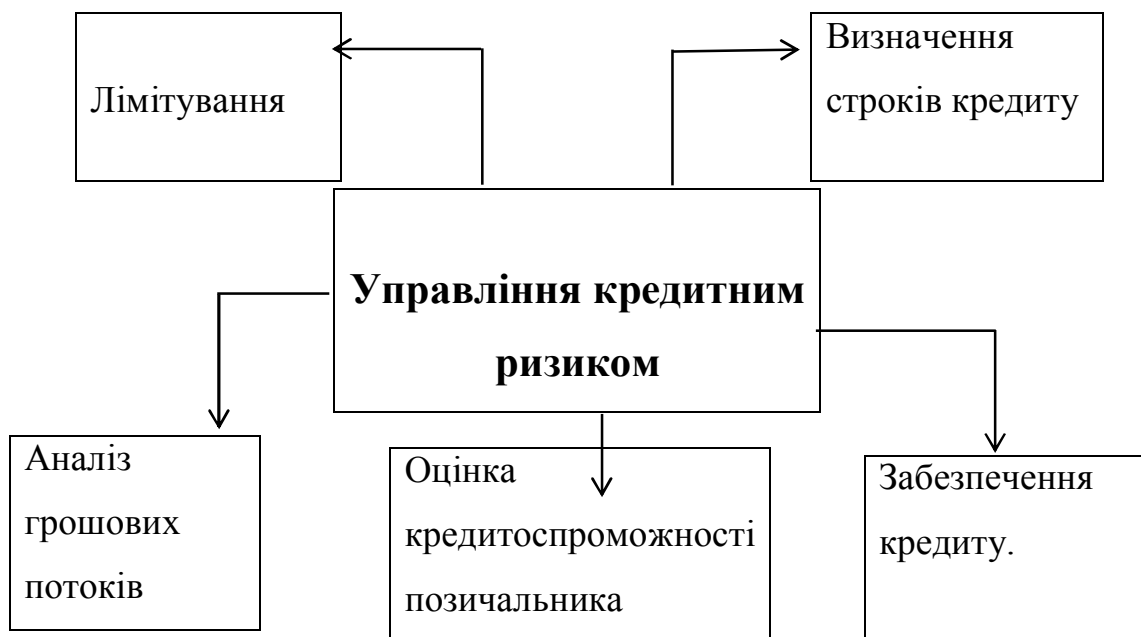 Лімітування
Визначення
строків кредиту
Управління кредитним
ризиком
Аналіз
грошових
потоків
Оцінка
кредитоспроможності
позичальника
Забезпечення
кредиту.